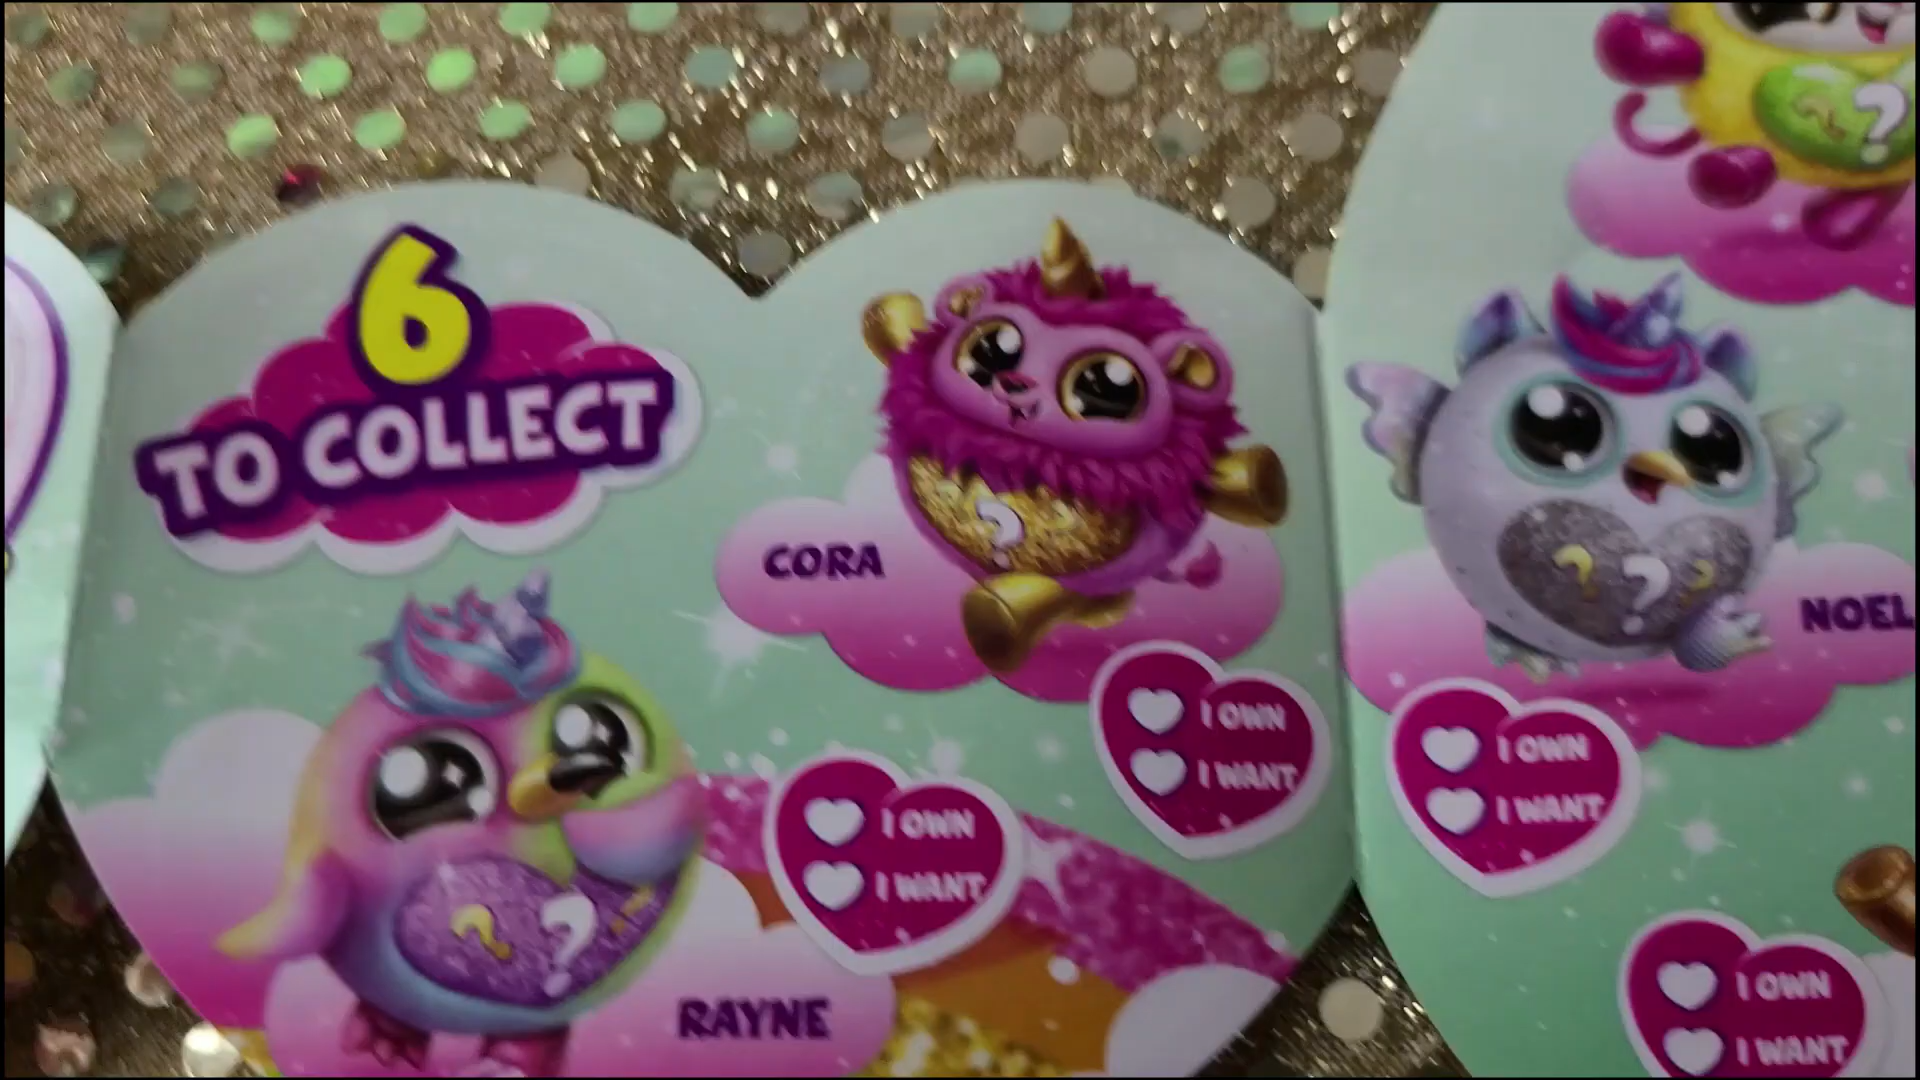 6
TO COLLECT
CORA
I OWN
I WANT
RAYNE
I OWN
I WANT
NOEL
I OWN
I WANT
I OWN
I WANT
?
?
? ?
? ? ?